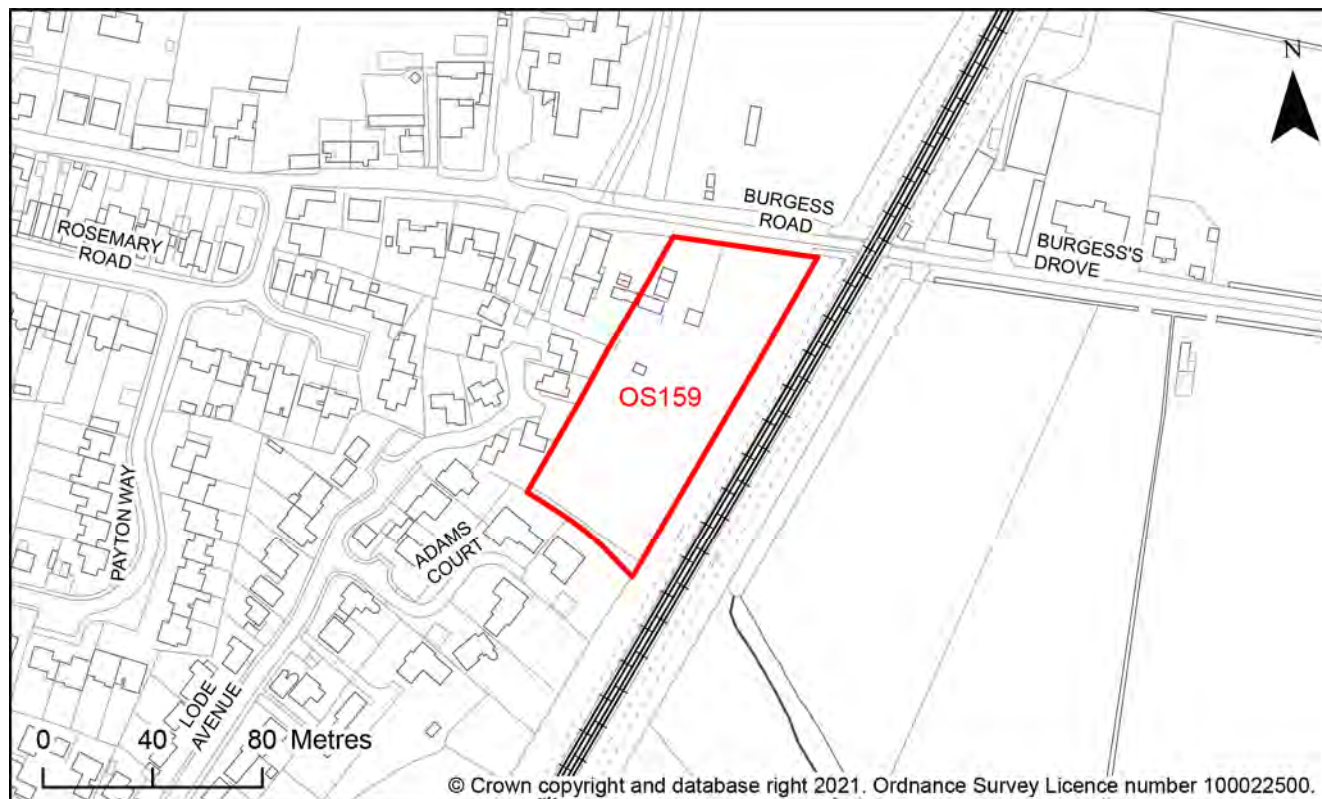 N
BURGESS
ROAD
ROSEMARY
ROAD
BURGESS'S
DROVE
OS159
PAYTON WAY
ADAMS
COURT
LODE
AVENUE
0 40 80 Metres
© Crown copyright and database right 2021. Ordnance Survey Licence number 100022500.